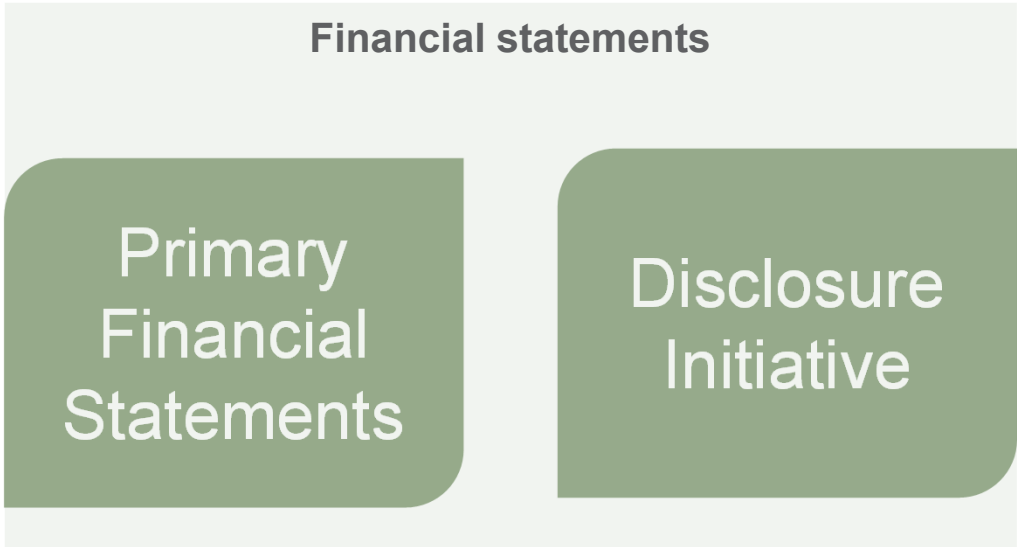 Financial statements
Primary
Financial
Statements
Disclosure
Initiative